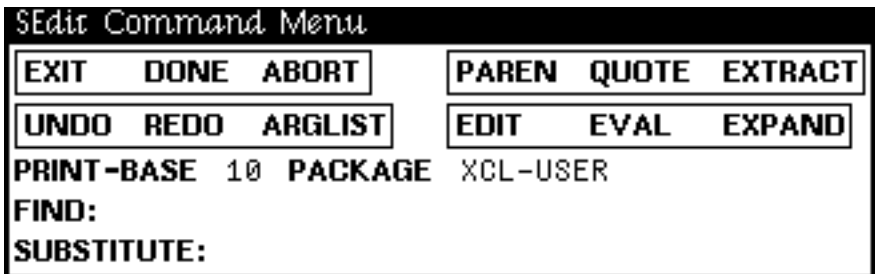 SEdit Command Menu
EXIT DONE ABORT PAREN QUOTE EXTRACT
UNDO REDO ARGLIST EDIT EVAL EXPAND
PRINT-BASE 10 PACKAGE XCL-USER
FIND:
SUBSTITUTE: